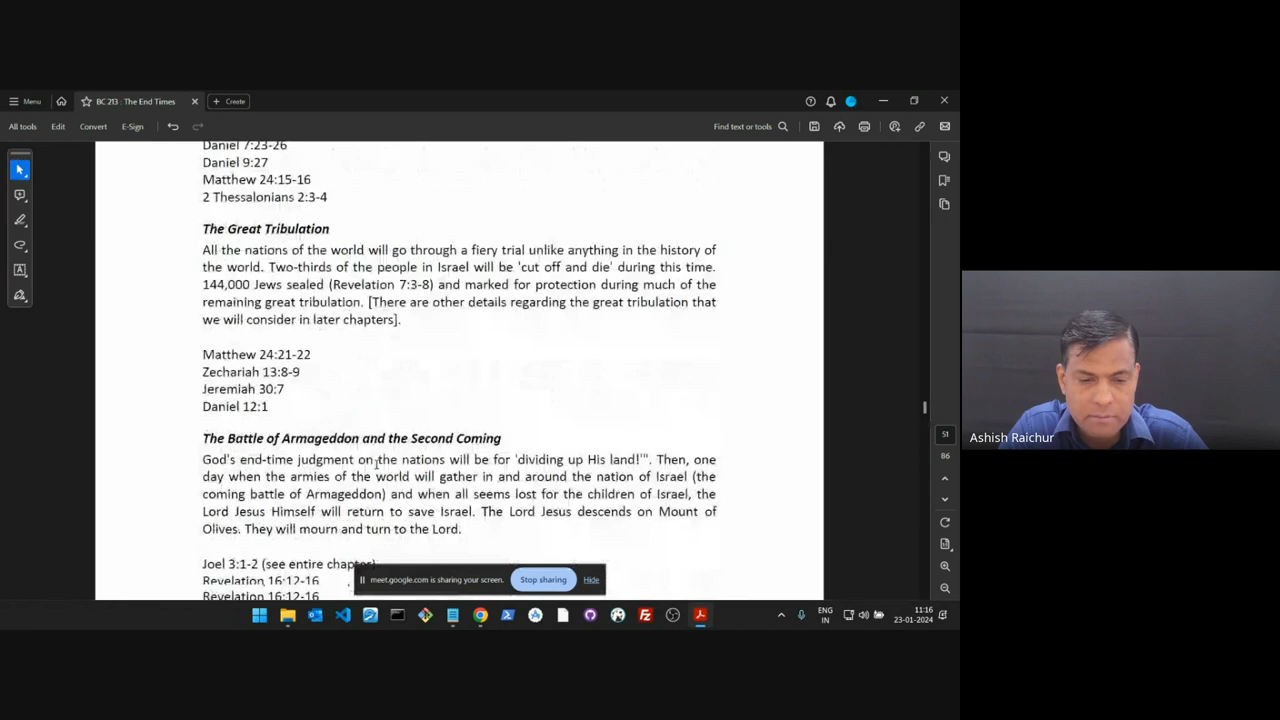 Menu
BC 213 : The End Times
Create
All tools
Edit
Convert
E-Sign
Find text or tools
Daniel 7:23-26
Daniel 9:27
Matthew 24:15-16
2 Thessalonians 2:3-4
The Great Tribulation
All the nations of the world will go through a fiery trial unlike anything in the history of
the world. Two-thirds of the people in Israel will be 'cut off and die' during this time.
144,000 Jews sealed (Revelation 7:3-8) and marked for protection during much of the
remaining great tribulation. [There are other details regarding the great tribulation that
we will consider in later chapters].
Matthew 24:21-22
Zechariah 13:8-9
Jeremiah 30:7
Daniel 12:1
The Battle of Armageddon and the Second Coming
God's end-time judgment on the nations will be for 'dividing up His land!'". Then, one
day when the armies of the world will gather in and around the nation of Israel (the
coming battle of Armageddon) and when all seems lost for the children of Israel, the
Lord Jesus Himself will return to save Israel. The Lord Jesus descends on Mount of
Olives. They will mourn and turn to the Lord.
Joel 3:1-2 (see entire chapter)
Revelation 16:12-16
Revelation 16:12-16
51
86
meet.google.com is sharing your screen.
Stop sharing
Hide
ENG
IN
11:16
23-01-2024
Ashish Raichur